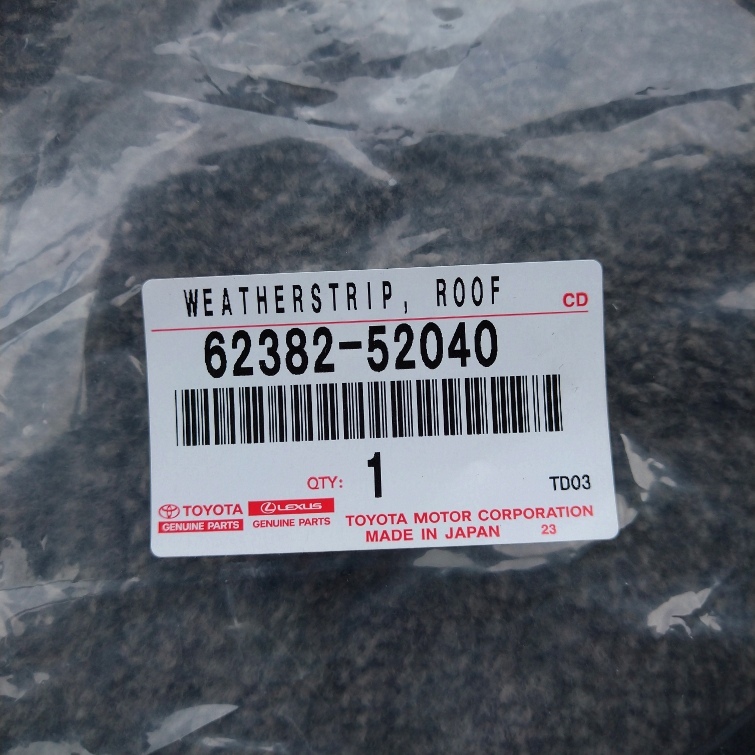 WEATHERSTRIP, ROOF CD
62382-52040
QTY: 1 TD03
TOYOTA LEXUS
GENUINE PARTS GENUINE PARTS
TOYOTA MOTOR CORPORATION
MADE IN JAPAN 23